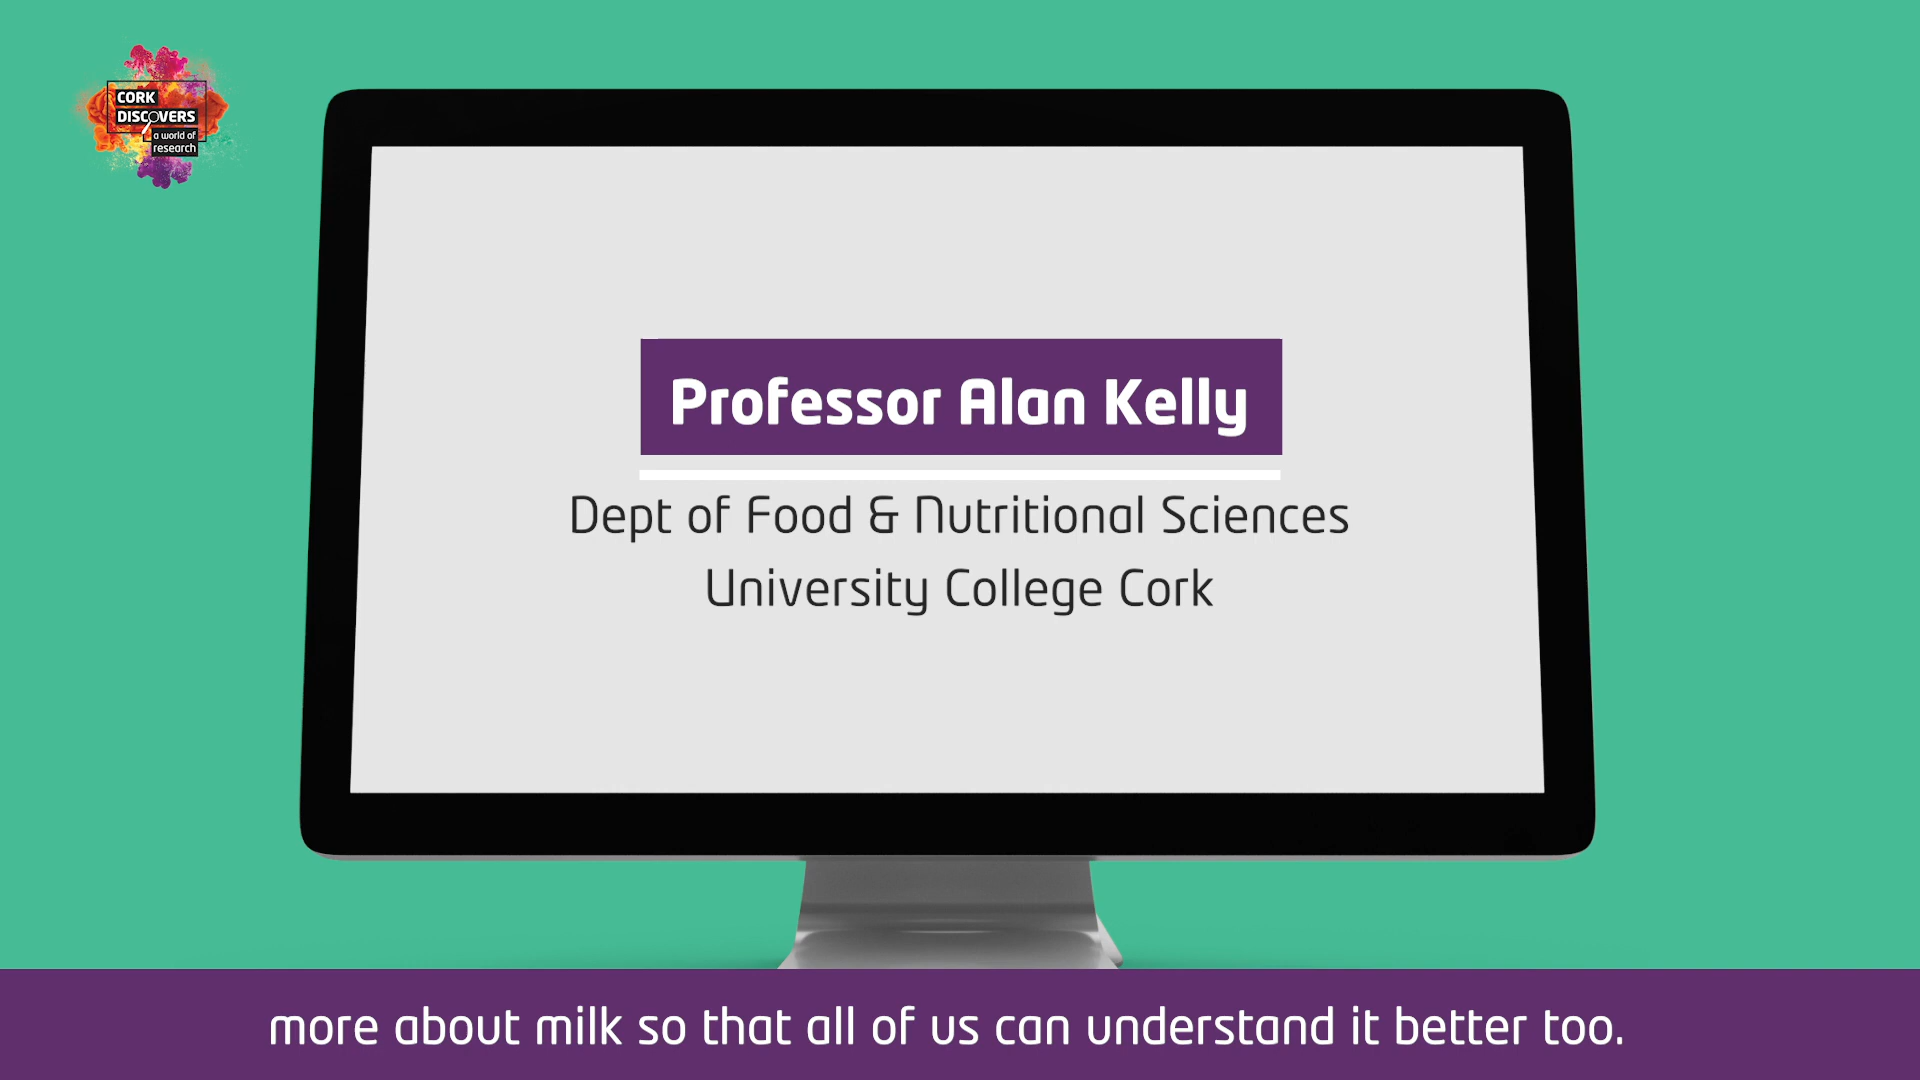 CORK
DISCOVERS
a world of
research
Professor Alan Kelly
Dept of Food & Nutritional Sciences
University College Cork
more about milk so that all of us can understand it better too.